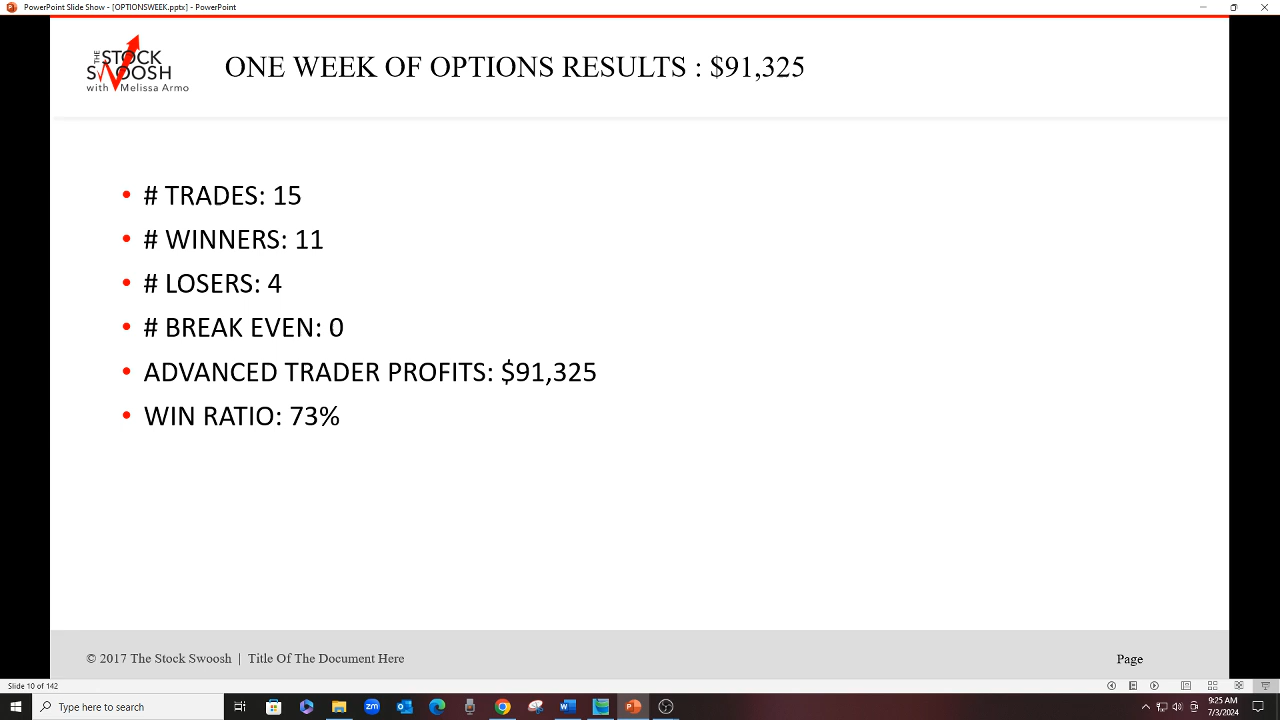 PowerPoint Slide Show - [OPTIONSWEEK.pptx] - PowerPoint
THE
STOCK
SWOOSH
with Melissa Armo
ONE WEEK OF OPTIONS RESULTS : $91,325
• # TRADES: 15
• # WINNERS: 11
• # LOSERS: 4
• # BREAK EVEN: 0
• ADVANCED TRADER PROFITS: $91,325
• WIN RATIO: 73%
© 2017 The Stock Swoosh | Title Of The Document Here
Page
Slide 10 of 142
Type here to search
9:25 AM
7/3/2024